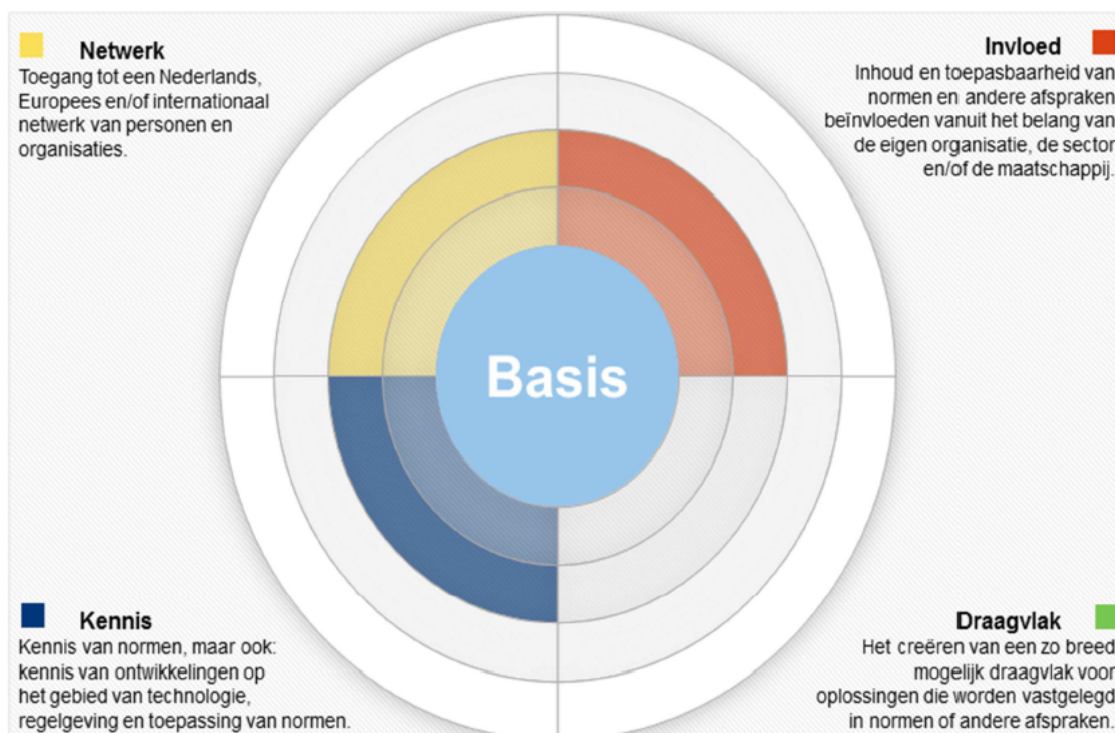 Netwerk
Toegang tot een Nederlands,
Europees en/of internationaal
netwerk van personen en
organisaties.
Invloed
Inhoud en toepasbaarheid van
normen en andere afspraken
beïnvloeden vanuit het belang van
de eigen organisatie, de sector
en/of de maatschappij.
Basis
Kennis
Kennis van normen, maar ook:
kennis van ontwikkelingen op
het gebied van technologie,
regelgeving en toepassing van normen.
Draagvlak
Het creëren van een zo breed
mogelijk draagvlak voor
oplossingen die worden vastgelegd
in normen of andere afspraken.